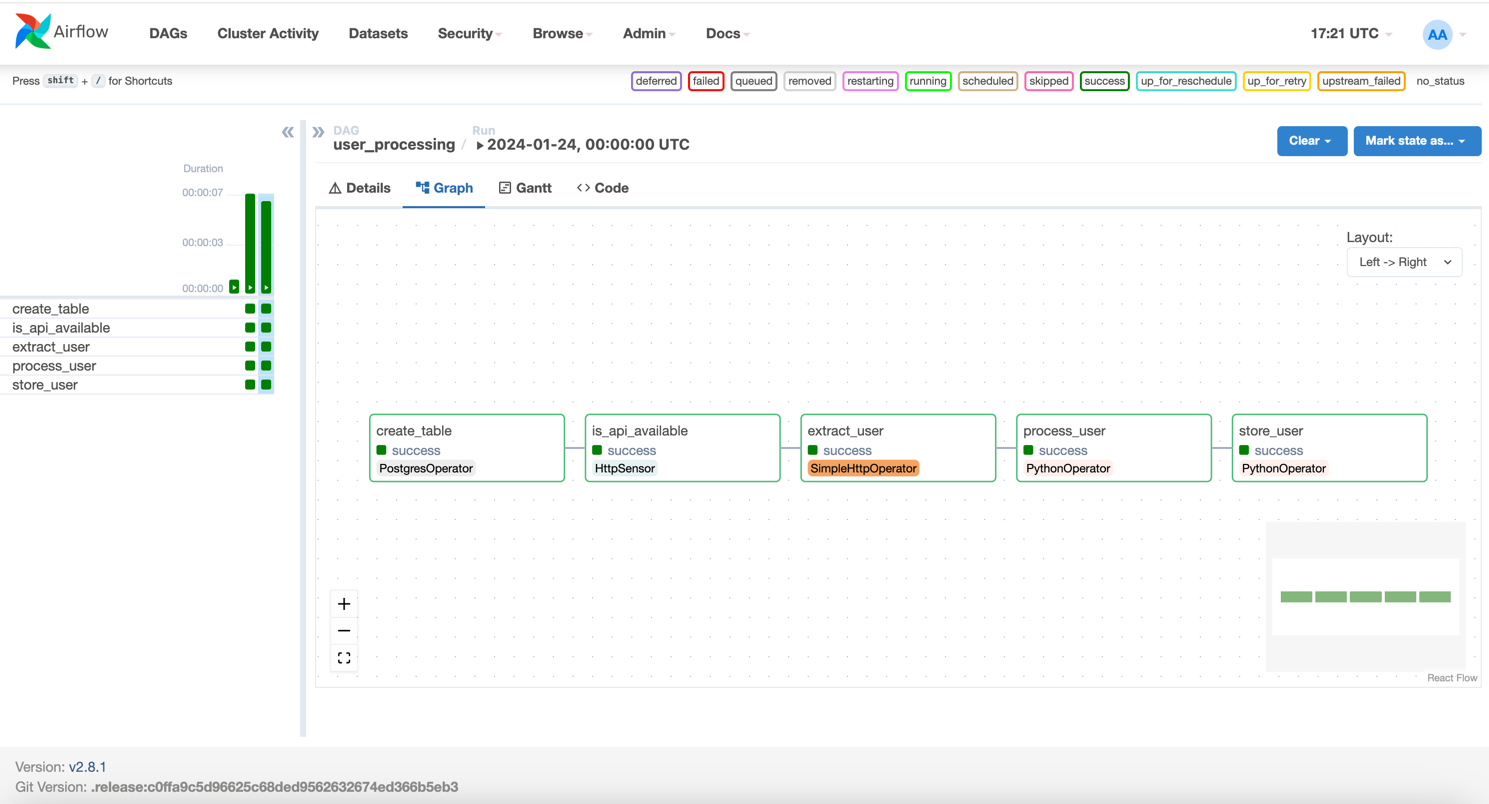 Airflow DAGs Cluster Activity Datasets Security Browse Admin Docs 17:21 UTC AA
Press shift + / for Shortcuts deferred failed queued removed restarting running scheduled skipped success up_for_reschedule up_for_retry upstream_failed no_status
DAG Run
user_processing / 2024-01-24, 00:00:00 UTC
Clear Mark state as...
Details Graph Gantt Code
Duration
00:00:07
00:00:03
00:00:00
create_table
is_api_available
extract_user
process_user
store_user
Layout:
Left -> Right
create_table
success
PostgresOperator
is_api_available
success
HttpSensor
extract_user
success
SimpleHttpOperator
process_user
success
PythonOperator
store_user
success
PythonOperator
React Flow
Version: v2.8.1
Git Version: .release:c0ffa9c5d96625c68ded9562632674ed366b5eb3